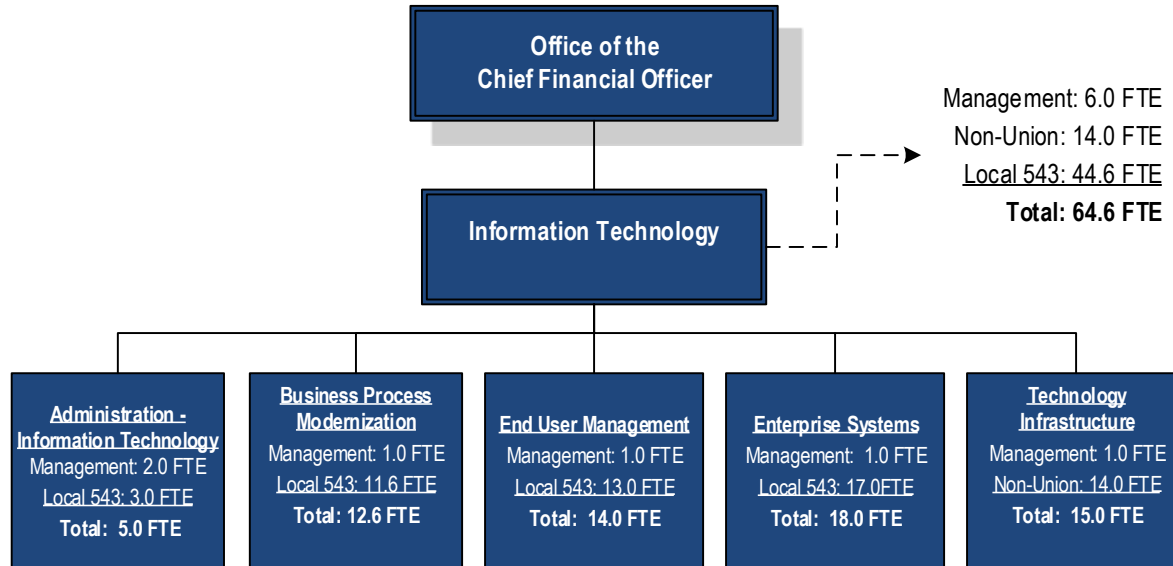 Office of the
Chief Financial Officer
Management: 6.0 FTE
Non-Union: 14.0 FTE
Local 543: 44.6 FTE
Total: 64.6 FTE
Information Technology
Administration -
Information Technology
Management: 2.0 FTE
Local 543: 3.0 FTE
Total: 5.0 FTE
Business Process
Modernization
Management: 1.0 FTE
Local 543: 11.6 FTE
Total: 12.6 FTE
End User Management
Management: 1.0 FTE
Local 543: 13.0 FTE
Total: 14.0 FTE
Enterprise Systems
Management: 1.0 FTE
Local 543: 17.0FTE
Total: 18.0 FTE
Technology
Infrastructure
Management: 1.0 FTE
Non-Union: 14.0 FTE
Total: 15.0 FTE